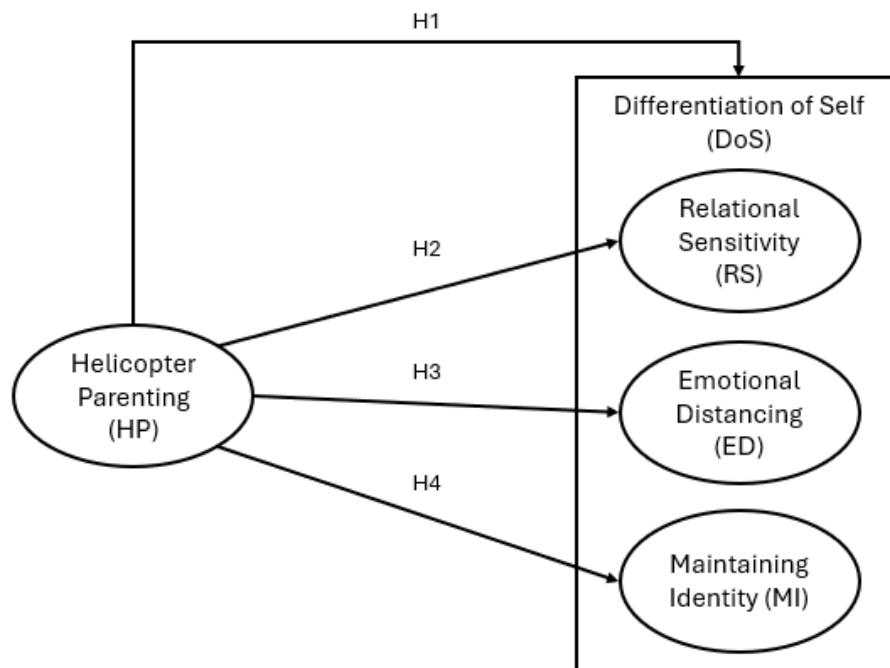 H1
Differentiation of Self
(DoS)
Relational
Sensitivity
(RS)
H2
Helicopter
Parenting
(HP)
H3
Emotional
Distancing
(ED)
H4
Maintaining
Identity (MI)